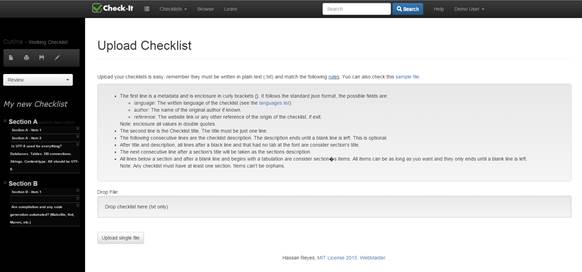 Check-It
Checklists
Browse
Learn
Search
Search
Help
Demo User
Outline - Working Checklist
Review
My new Checklist
Section A
Section A - Item 1
Section A - Item 2
Is UTF-8 used for everything?
Databases. Tables. DB connections.
Strings. Content-type. All should be UTF-
8.
Section B
Section B - Item 1
Are compilation and any code
generation automated? (Makefile, Ant,
Maven, etc.)
Upload Checklist
Upload your checklists is easy, remember they must be written in plain text (.txt) and match the following rules. You can also check this sample file.
The first line is a metadata and is enclosure in curly brackets {}. It follows the standard json format, the possible fields are:
language: The written language of the checklist (see the languages list).
author: The name of the original author if known.
reference: The website link or any other reference of the origin of the checklist, if exit.
Note: enclosure all values in double quotes.
The second line is the Checklist title. The title must be just one line.
The following consecutive lines are the checklist description. The description ends until a blank line is left. This is optional.
After title and description, all lines after a black line and that had no tab at the font are consider section's title.
The next consecutive line after a section's title will be taken as the sections description.
All lines below a section and after a blank line and begins with a tabulation are consider section�s items. All items can be as long as you want and they only ends until a blank line is left.
Note: Any checklist must have at least one section. Items can't be orphans.
Drop File:
Drop checklist here (txt only)
Upload single file
Hassan Reyes, MIT License 2015. WebMaster.